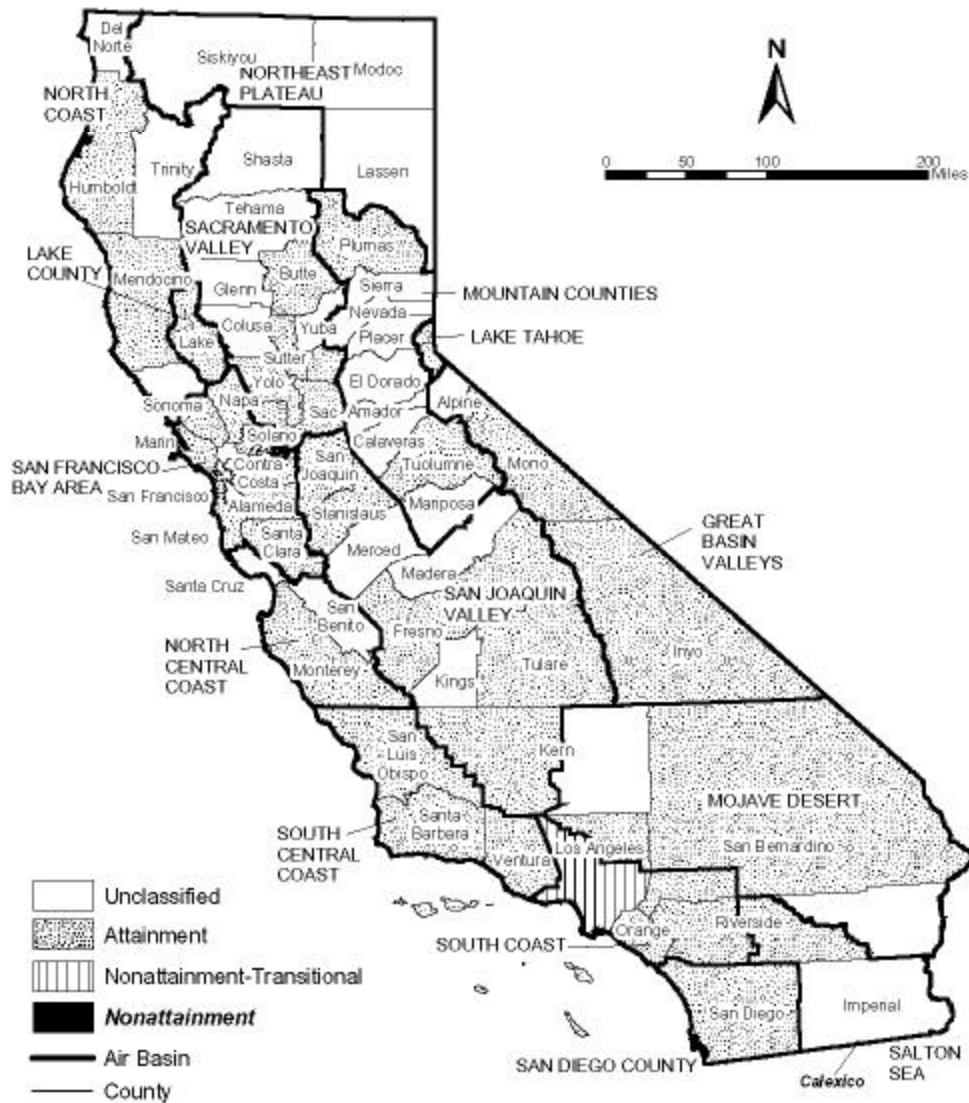 Del
Norte
Siskiyou
Modoc
NORTHEAST
PLATEAU
N
NORTH
COAST
0 50 100 200
Miles
Trinity
Shasta
Lassen
Humboldt
Tehama
SACRAMENTO
VALLEY
Plumas
LAKE
COUNTY
Mendocino
Butte
Glenn
Sierra
MOUNTAIN COUNTIES
Nevada
Colusa
Yuba
Placer
LAKE TAHOE
Lake
Sutter
Yolo
El Dorado
Napa
Sonoma
Sac
Amador
Alpine
Solano
Marin
Calaveras
SAN FRANCISCO
BAY AREA
Contra
Costa
San
Joaquin
Tuolumne
Mono
San Francisco
Alameda
Stanislaus
Mariposa
GREAT
BASIN
VALLEYS
San Mateo
Santa
Clara
Merced
Madera
Santa Cruz
SAN JOAQUIN
VALLEY
San
Benito
Fresno
NORTH
CENTRAL
COAST
Monterey
Kings
Tulare
Inyo
San
Luis
Obispo
Kern
MOJAVE DESERT
SOUTH
CENTRAL
COAST
Santa
Barbara
Ventura
Los Angeles
San Bernardino
Unclassified
Attainment
Orange
Riverside
SOUTH COAST
Nonattainment-Transitional
Nonattainment
San Diego
Imperial
Air Basin
SAN DIEGO COUNTY
SALTON
SEA
Calexico
County